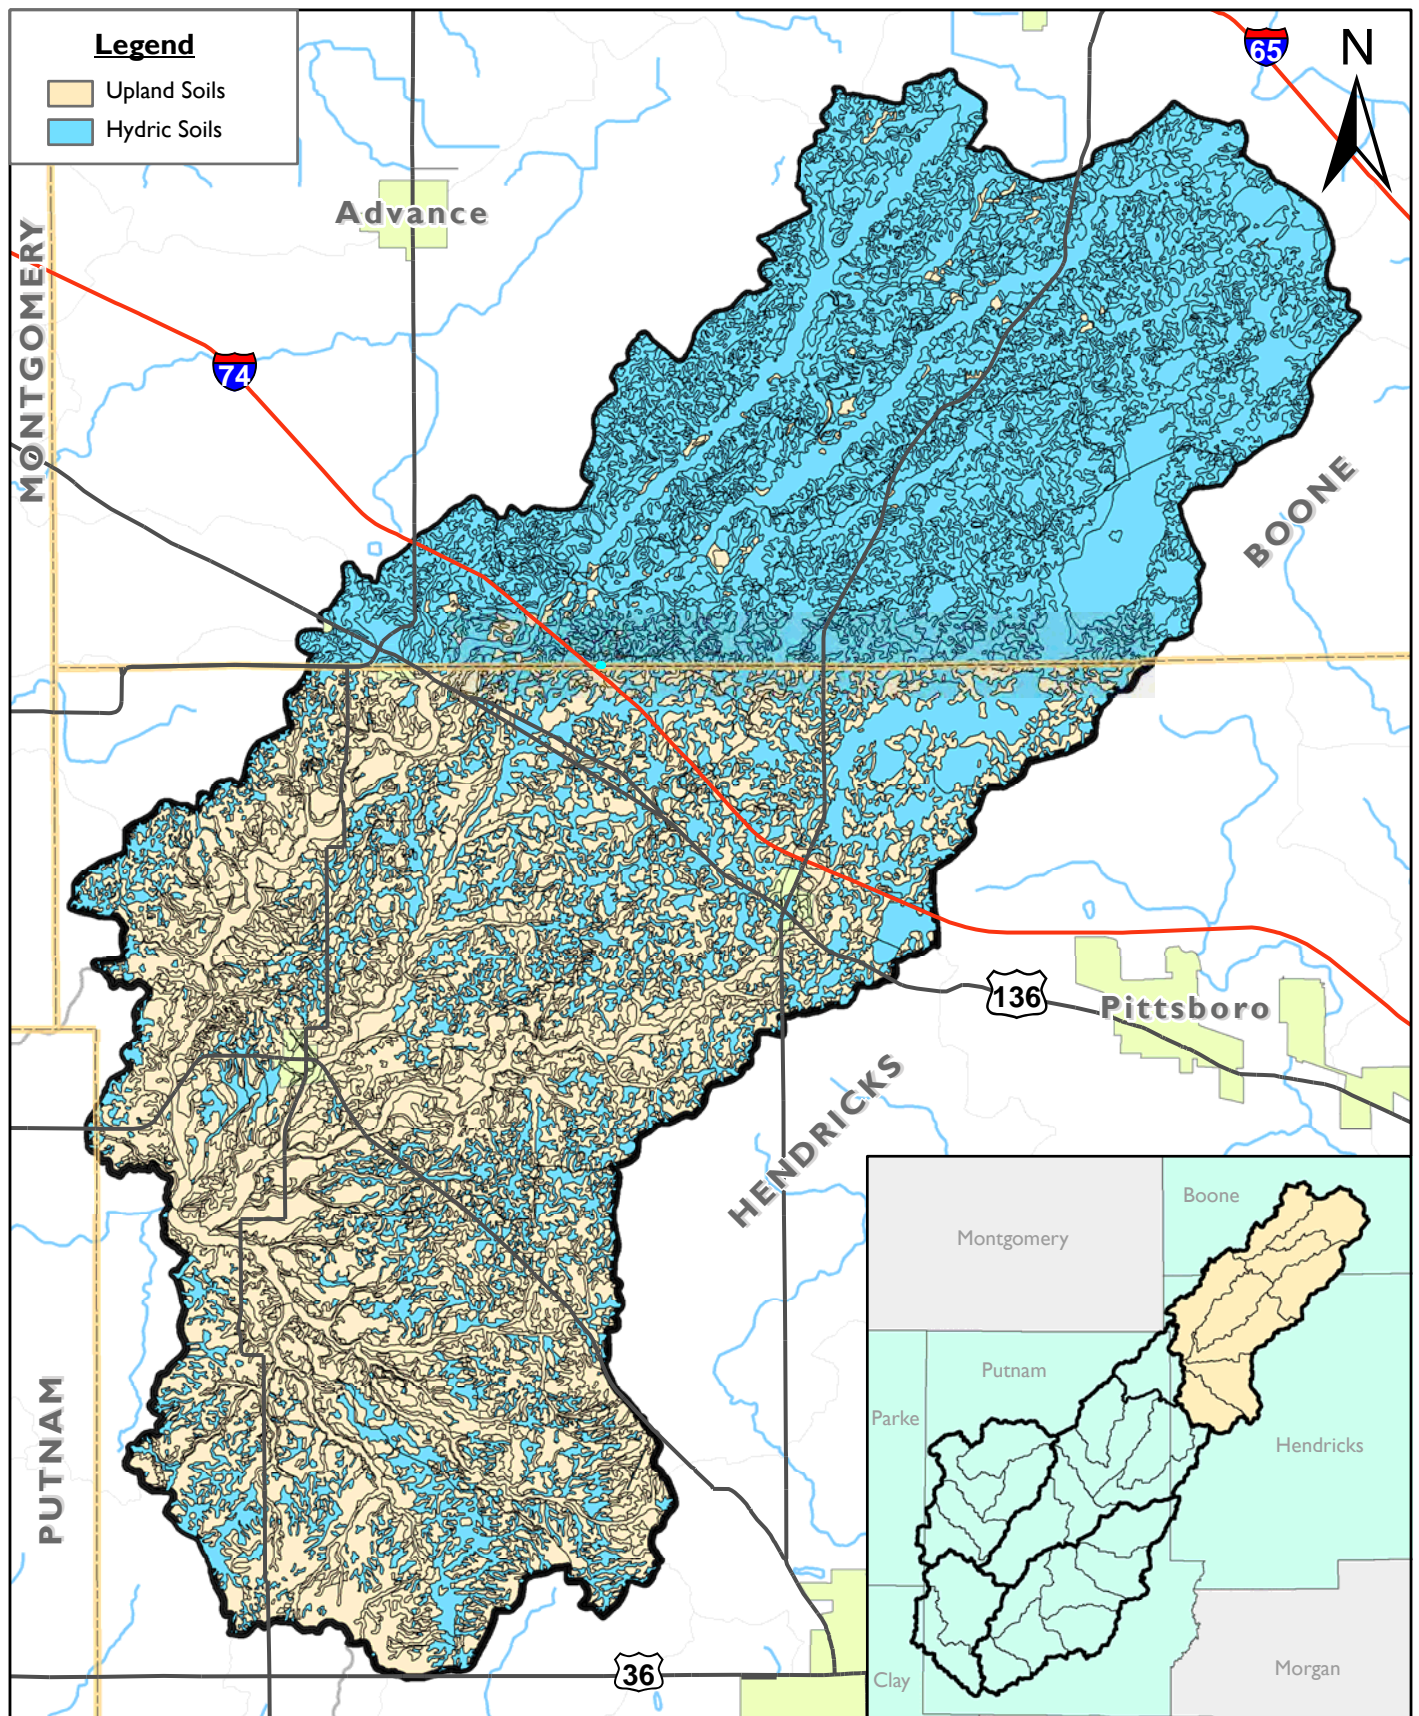 Legend
Upland Soils
Hydric Soils
65
N
Advance
MONTGOMERY
74
BOONE
136
Pittsboro
HENDRICKS
PUTNAM
36
Boone
Montgomery
Putnam
Parke
Hendricks
Morgan
Clay